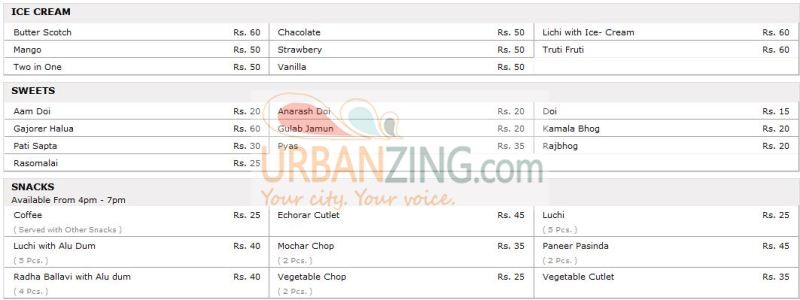 ICE CREAM
Butter Scotch Rs. 60 Chacolate Rs. 50 Lichi with Ice- Cream Rs. 60
Mango Rs. 50 Strawbery Rs. 50 Truti Fruti Rs. 60
Two in One Rs. 50 Vanilla Rs. 50
SWEETS
Aam Doi Rs. 20 Anarash Doi Rs. 20 Doi Rs. 15
Gajorer Halua Rs. 60 Gulab Jamun Rs. 20 Kamala Bhog Rs. 20
Pati Sapta Rs. 30 Pyas Rs. 35 Rajbhog Rs. 20
Rasomalai Rs. 25
URBANZING.com
Your city. Your voice.
SNACKS
Available From 4pm - 7pm
Coffee Rs. 25 Echorar Cutlet Rs. 45 Luchi Rs. 25
( Served with Other Snacks ) ( 5 Pcs. )
Luchi with Alu Dum Rs. 40 Mochar Chop Rs. 35 Paneer Pasinda Rs. 45
( 5 Pcs. ) ( 2 Pcs. ) ( 2 Pcs. )
Radha Ballavi with Alu dum Rs. 40 Vegetable Chop Rs. 25 Vegetable Cutlet Rs. 35
( 4 Pcs. ) ( 2 Pcs. )